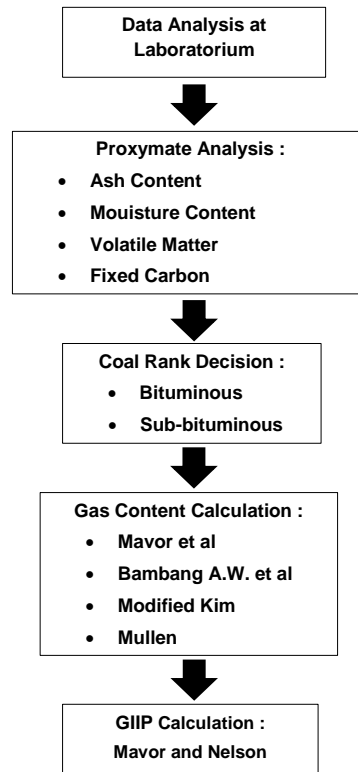 Data Analysis at
Laboratorium
Proxymate Analysis :
• Ash Content
• Mouisture Content
• Volatile Matter
• Fixed Carbon
Coal Rank Decision :
• Bituminous
• Sub-bituminous
Gas Content Calculation :
• Mavor et al
• Bambang A.W. et al
• Modified Kim
• Mullen
GIIP Calculation :
Mavor and Nelson